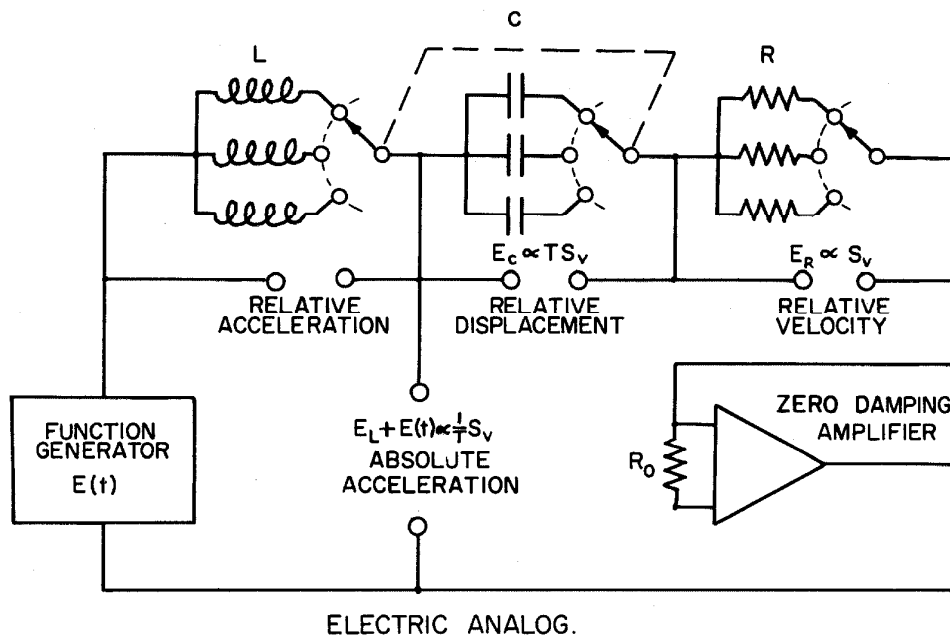 C
L
R
E_C ∝ TS_V
E_R ∝ S_V
RELATIVE
ACCELERATION
RELATIVE
DISPLACEMENT
RELATIVE
VELOCITY
FUNCTION
GENERATOR
E(t)
E_L + E(t) ∝ 1/T S_V
ABSOLUTE
ACCELERATION
ZERO DAMPING
AMPLIFIER
R_O
ELECTRIC ANALOG.